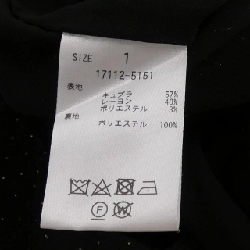 SIZE 1
17112-5151
表地
キュプラ 57%
レーヨン 40%
ポリエステル 3%
裏地
ポリエステル 100%
F W